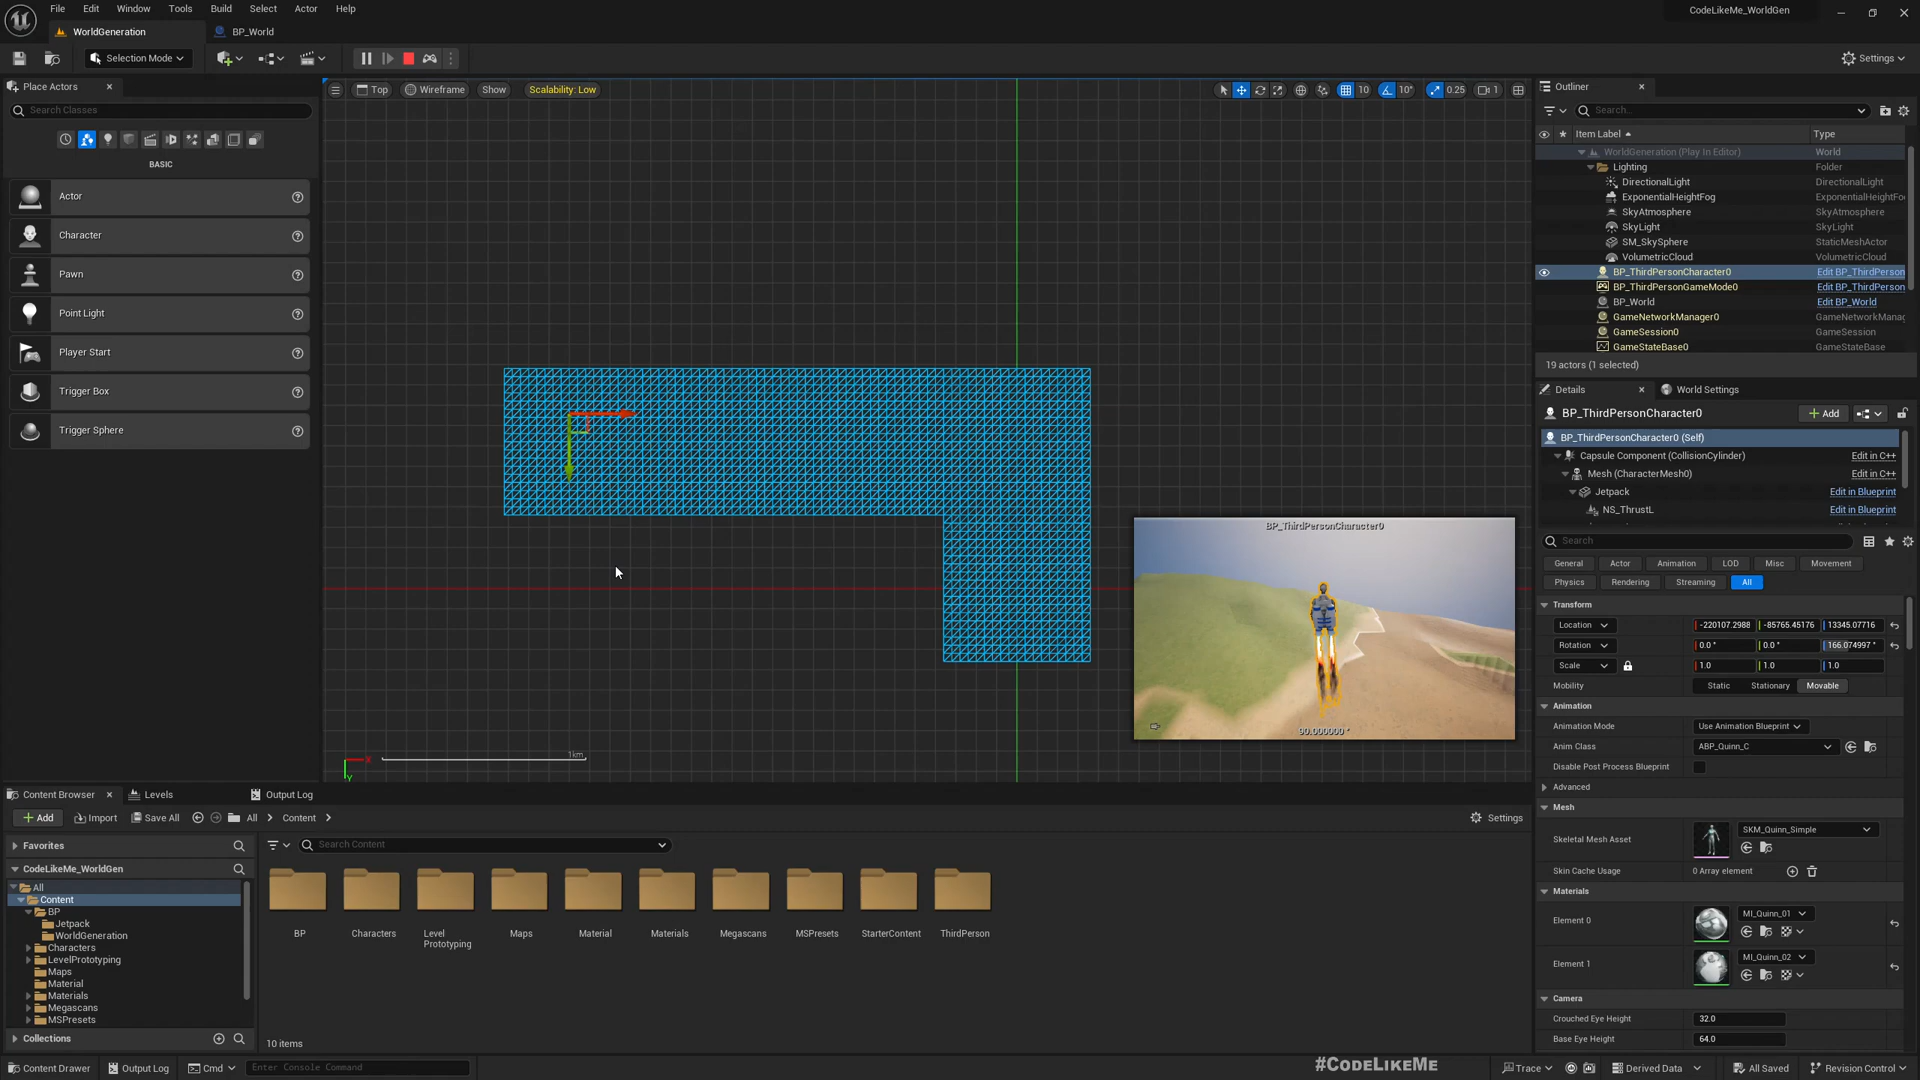 File Edit Window Tools Build Select Actor Help
CodeLikeMe_WorldGen
WorldGeneration
BP_World
Selection Mode
Settings
Place Actors
Search Classes
BASIC
Actor
Character
Pawn
Point Light
Player Start
Trigger Box
Trigger Sphere
Top
Wireframe
Show
Scalability: Low
10
10°
0.25
1
BP_ThirdPersonCharacter0
90.000000 °
1km
X
Y
Outliner
Search...
Item Label
Type
WorldGeneration (Play In Editor) World
Lighting Folder
DirectionalLight DirectionalLight
ExponentialHeightFog ExponentialHeightFo
SkyAtmosphere SkyAtmosphere
SkyLight SkyLight
SM_SkySphere StaticMeshActor
VolumetricCloud VolumetricCloud
BP_ThirdPersonCharacter0 Edit BP_ThirdPerson
BP_ThirdPersonGameMode0 Edit BP_ThirdPerson
BP_World Edit BP_World
GameNetworkManager0 GameNetworkManag
GameSession0 GameSession
GameStateBase0 GameStateBase
19 actors (1 selected)
Details
World Settings
BP_ThirdPersonCharacter0
Add
BP_ThirdPersonCharacter0 (Self)
Capsule Component (CollisionCylinder) Edit in C++
Mesh (CharacterMesh0) Edit in C++
Jetpack Edit in Blueprint
NS_ThrustL Edit in Blueprint
Search
General Actor Animation LOD Misc Movement
Physics Rendering Streaming All
Transform
Location -220107.2988 -85765.45176 13345.07716
Rotation 0.0 ° 0.0 ° 166.074997 °
Scale 1.0 1.0 1.0
Mobility Static Stationary Movable
Animation
Animation Mode Use Animation Blueprint
Anim Class ABP_Quinn_C
Disable Post Process Blueprint
Advanced
Mesh
Skeletal Mesh Asset SKM_Quinn_Simple
Skin Cache Usage 0 Array element
Materials
Element 0 MI_Quinn_01
Element 1 MI_Quinn_02
Camera
Crouched Eye Height 32.0
Base Eye Height 64.0
Content Browser
Levels
Output Log
Add
Import
Save All
All
Content
Settings
Favorites
CodeLikeMe_WorldGen
All
Content
BP
Jetpack
WorldGeneration
Characters
LevelPrototyping
Maps
Material
Materials
Megascans
MSPresets
Collections
Search Content
BP
Characters
Level
Prototyping
Maps
Material
Materials
Megascans
MSPresets
StarterContent
ThirdPerson
10 items
Content Drawer
Output Log
Cmd
Enter Console Command
#CODELIKEME
Trace
Derived Data
All Saved
Revision Control